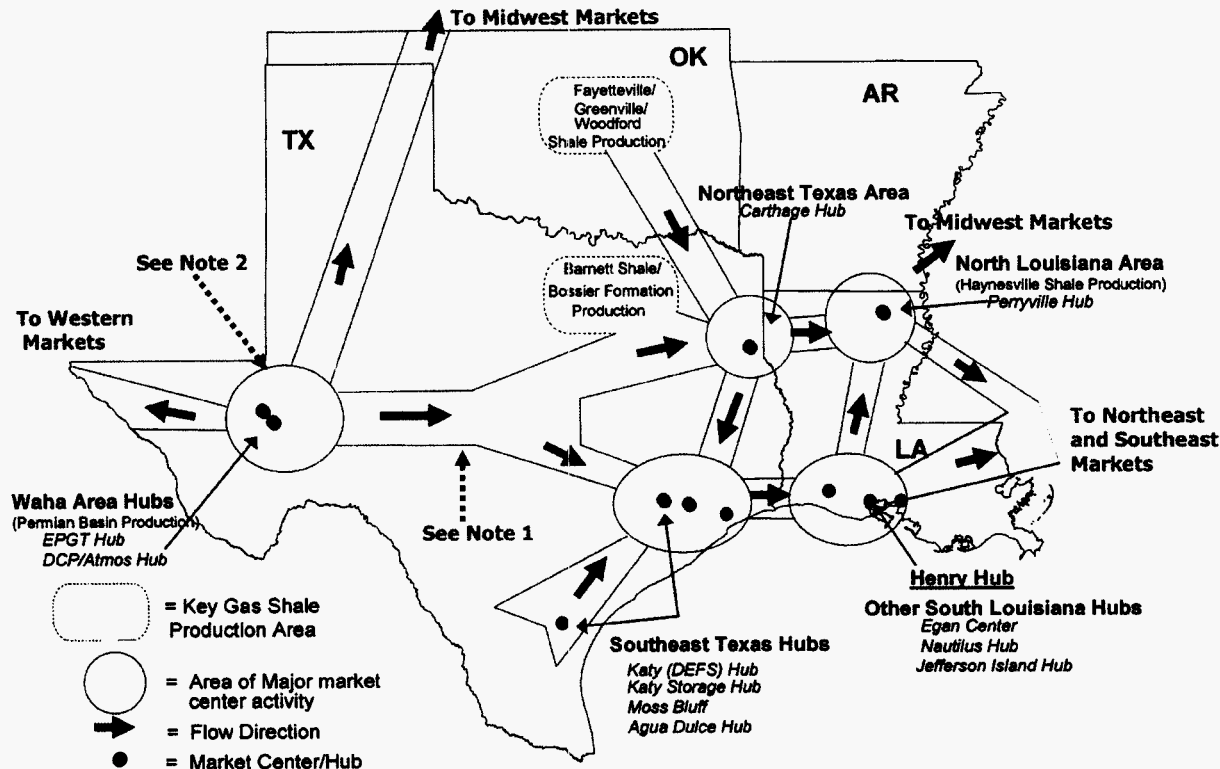 To Midwest Markets
OK
Fayetteville/
Greenville/
Woodford
Shale Production
AR
TX
Northeast Texas Area
Carthage Hub
To Midwest Markets
See Note 2
Barnett Shale/
Bossier Formation
Production
North Louisiana Area
(Haynesville Shale Production)
Perryville Hub
To Western
Markets
To Northeast
and Southeast
Markets
LA
Waha Area Hubs
(Permian Basin Production)
EPGT Hub
DCP/Atmos Hub
See Note 1
Henry Hub
Other South Louisiana Hubs
Egan Center
Nautilus Hub
Jefferson Island Hub
Southeast Texas Hubs
Katy (DEFS) Hub
Katy Storage Hub
Moss Bluff
Agua Dulce Hub
= Key Gas Shale
Production Area
= Area of Major market
center activity
= Flow Direction
= Market Center/Hub